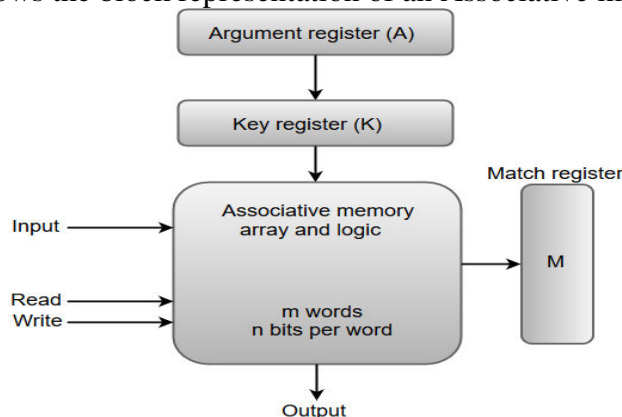 Argument register (A)
Key register (K)
Match register
Associative memory
array and logic
Input
M
Read
Write
m words
n bits per word
Output